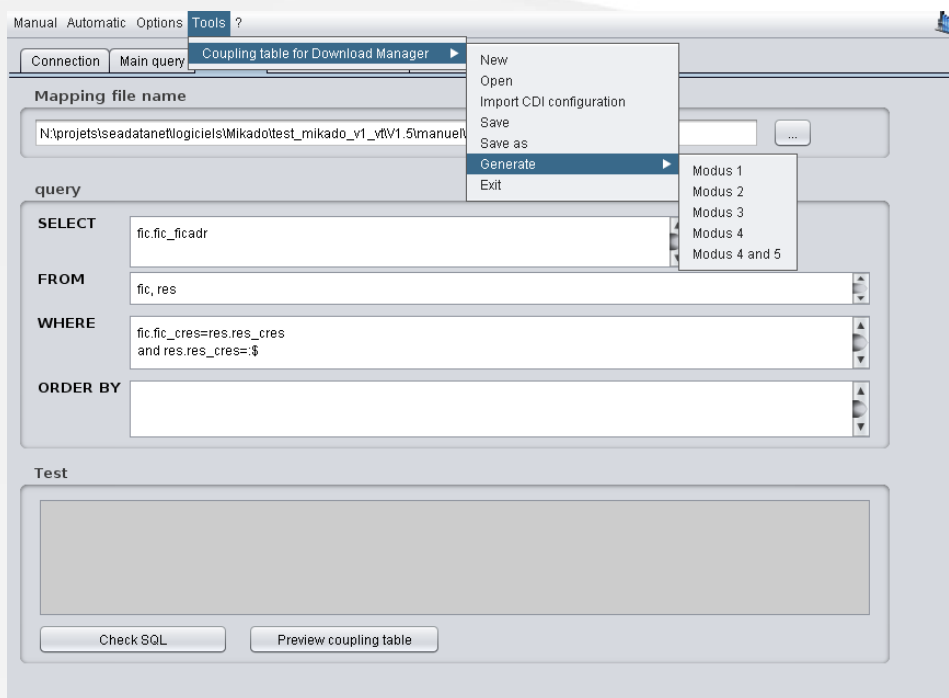 Manual Automatic Options Tools ?
Coupling table for Download Manager
Connection
Main query
New
Open
Import CDI configuration
Save
Save as
Generate
Exit
Modus 1
Modus 2
Modus 3
Modus 4
Modus 4 and 5
Mapping file name
N:\projets\seadatanet\logiciels\Mikado\test_mikado_v1_vf\V1.5\manuel\
...
query
SELECT
fic.fic_ficadr
FROM
fic, res
WHERE
fic.fic_cres=res.res_cres
and res.res_cres=:$
ORDER BY
Test
Check SQL
Preview coupling table